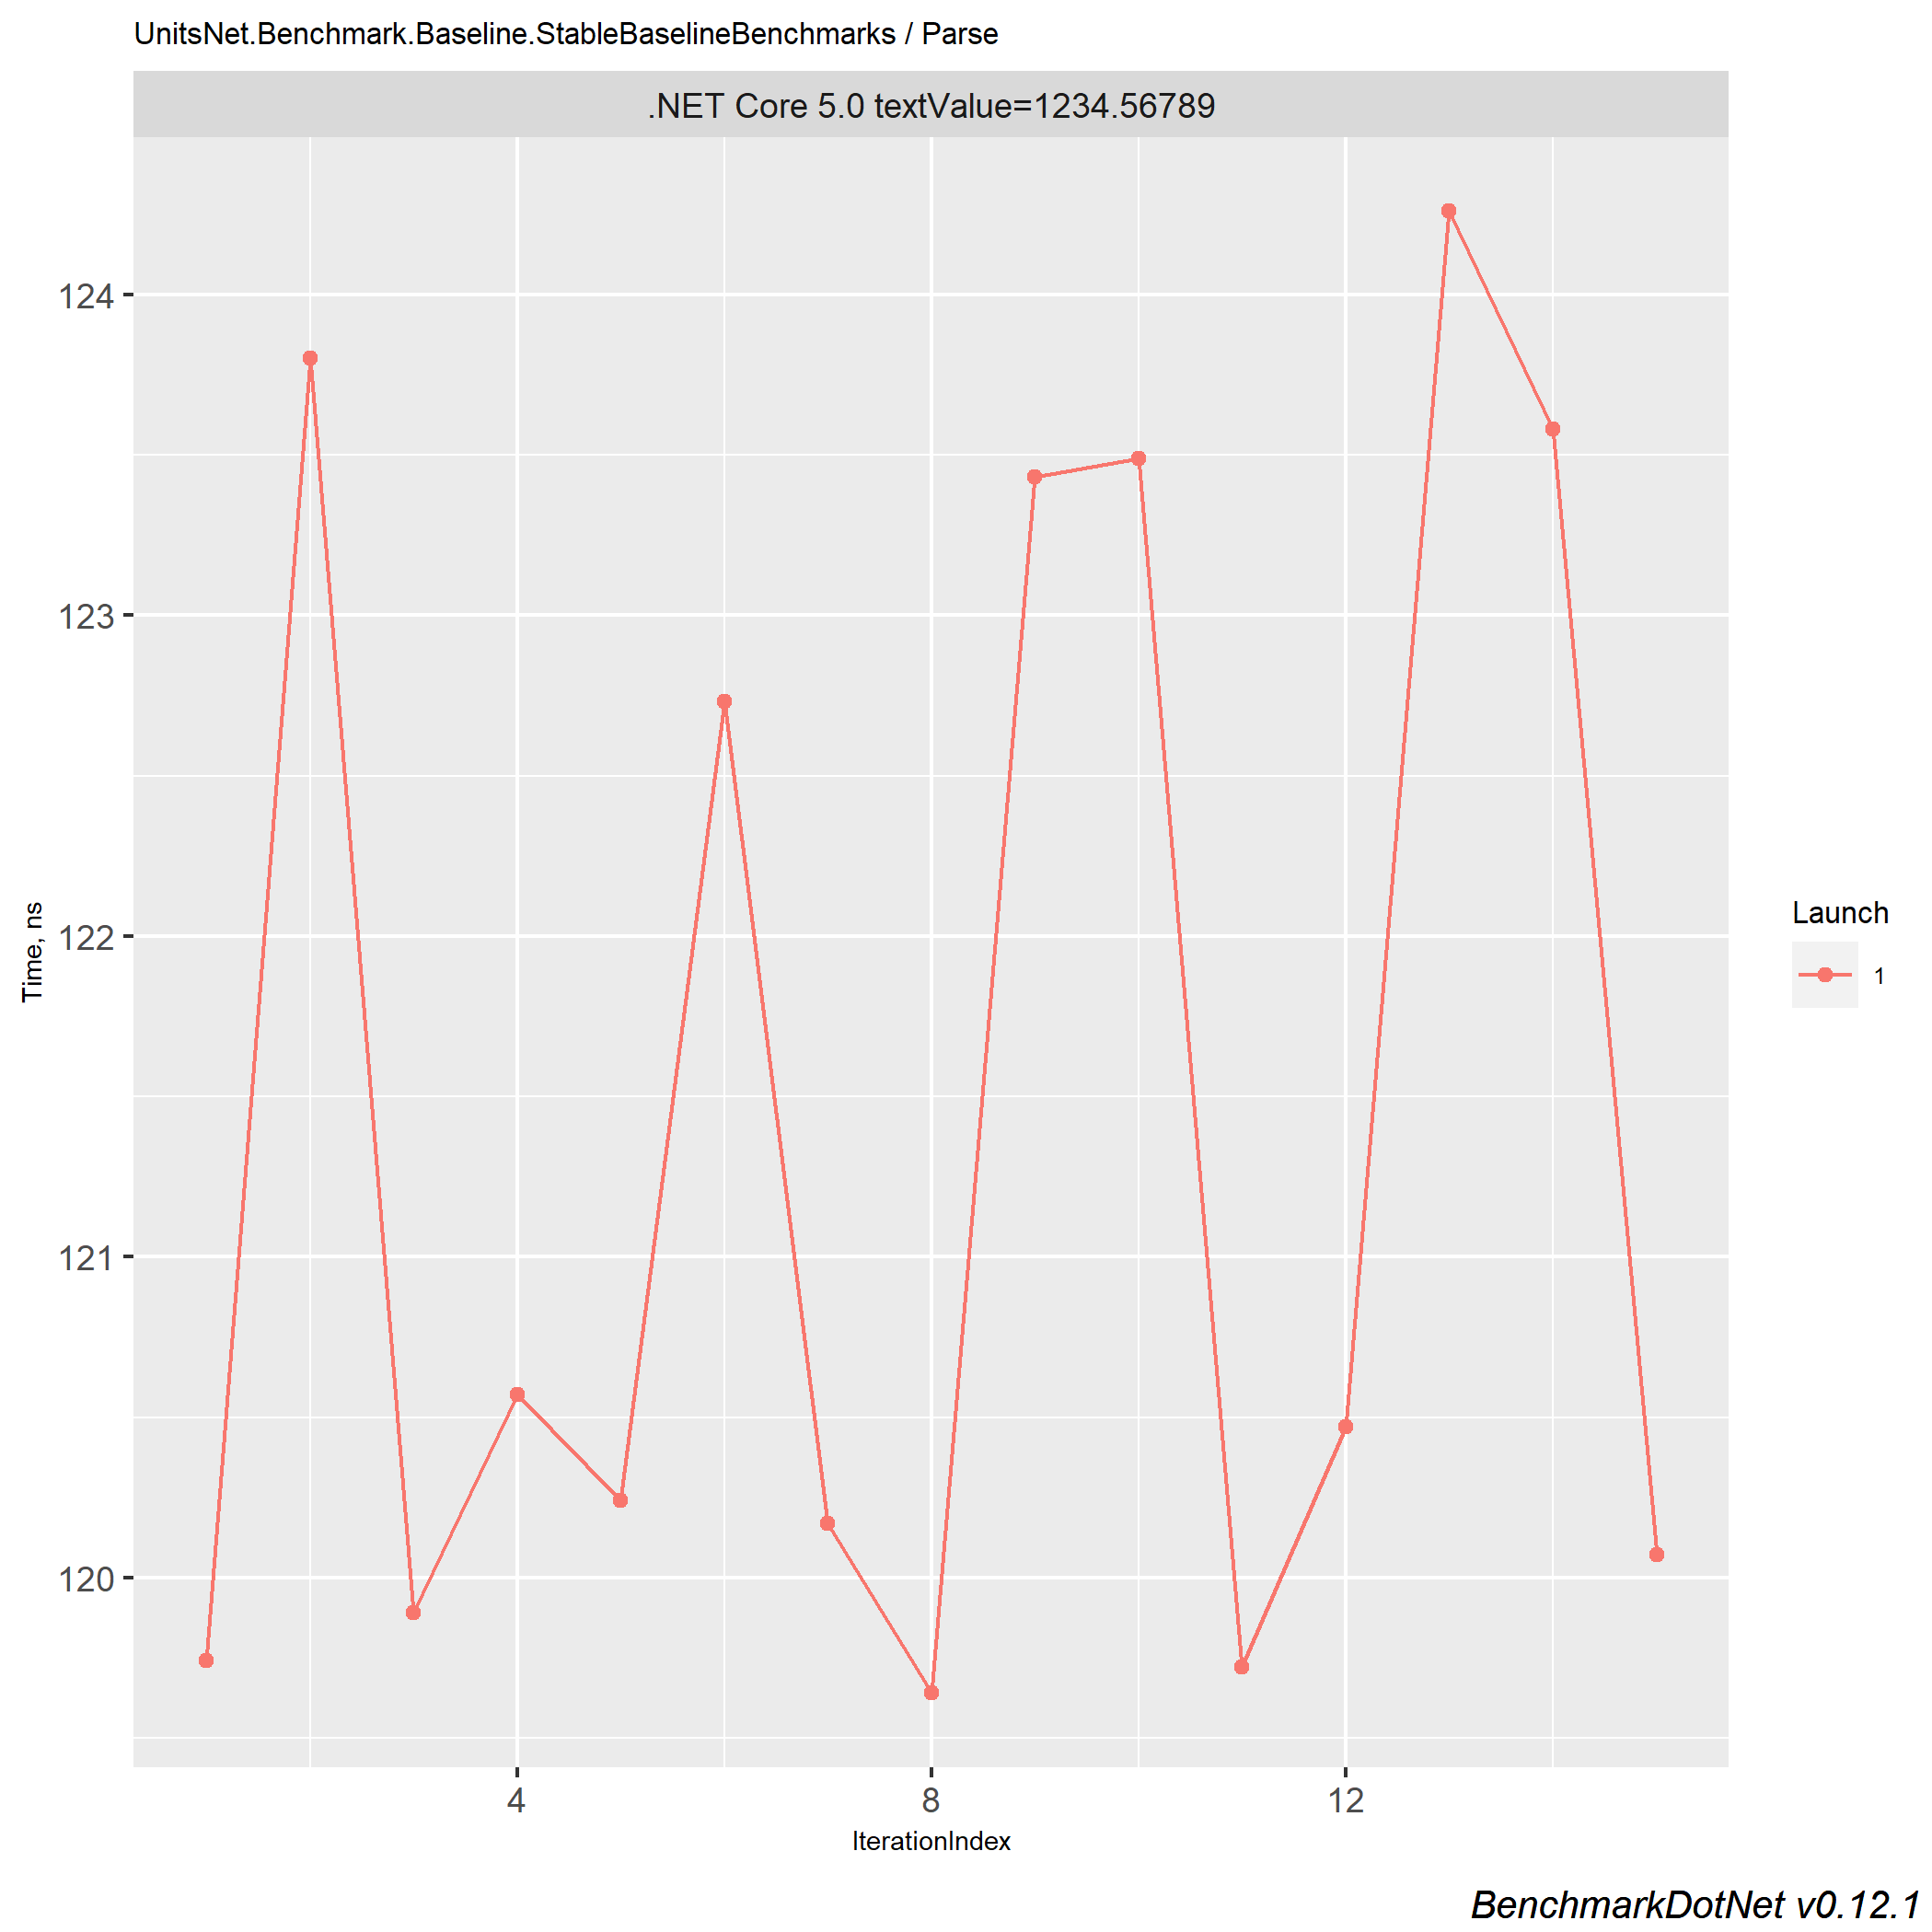 UnitsNet.Benchmark.Baseline.StableBaselineBenchmarks / Parse
.NET Core 5.0 textValue=1234.56789
124
123
122
121
120
Time, ns
4 8 12
IterationIndex
Launch
1
BenchmarkDotNet v0.12.1